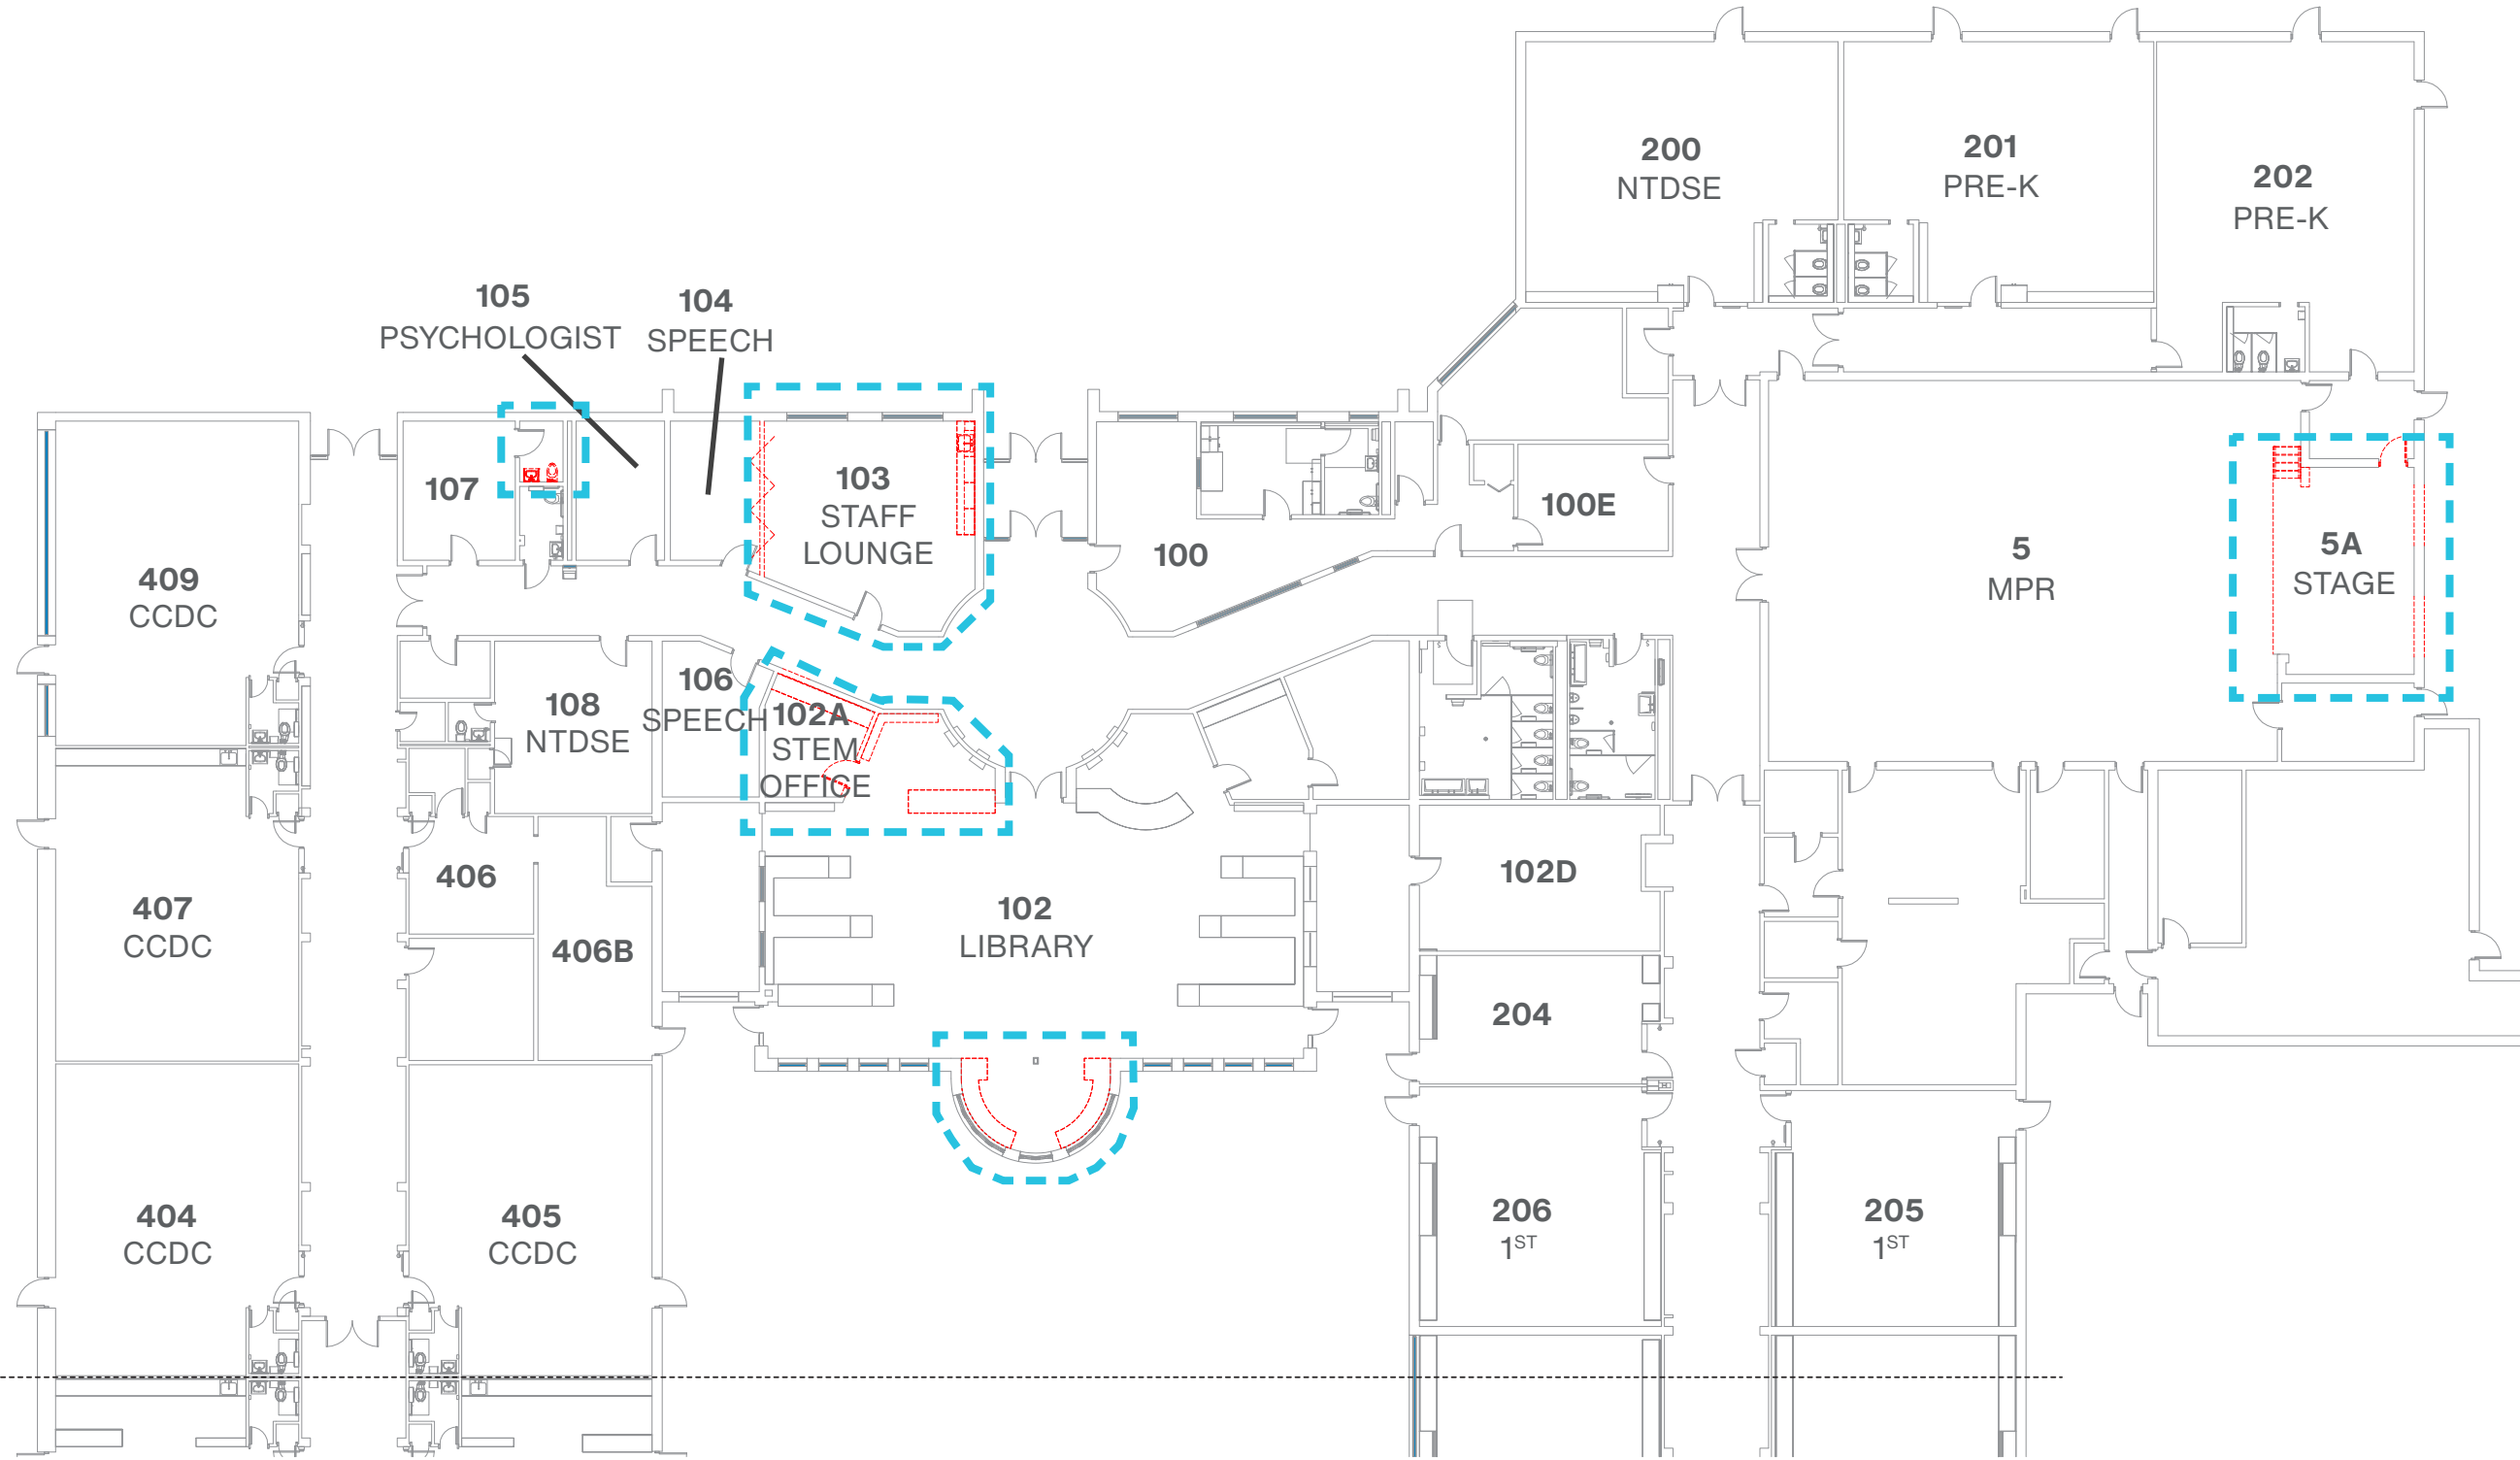 200
NTDSE
201
PRE-K
202
PRE-K
105
PSYCHOLOGIST
104
SPEECH
107
103
STAFF
LOUNGE
100
100E
5
MPR
5A
STAGE
409
CCDC
108
NTDSE
106
SPEECH
102A
STEM
OFFICE
407
CCDC
406
406B
102
LIBRARY
102D
204
404
CCDC
405
CCDC
206
1ST
205
1ST